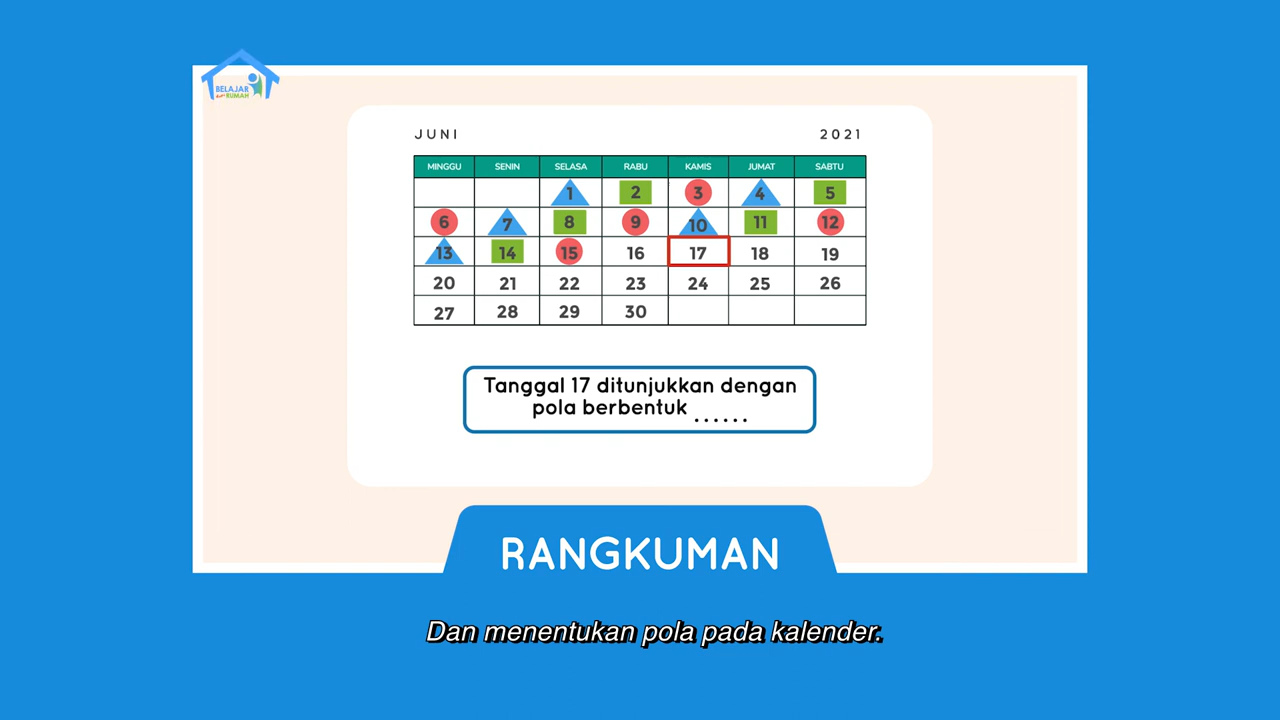 BELAJAR
dari RUMAH
JUNI 2021
MINGGU SENIN SELASA RABU KAMIS JUMAT SABTU
1 2 3 4 5
6 7 8 9 10 11 12
13 14 15 16 17 18 19
20 21 22 23 24 25 26
27 28 29 30
Tanggal 17 ditunjukkan dengan
pola berbentuk ......
RANGKUMAN
Dan menentukan pola pada kalender.